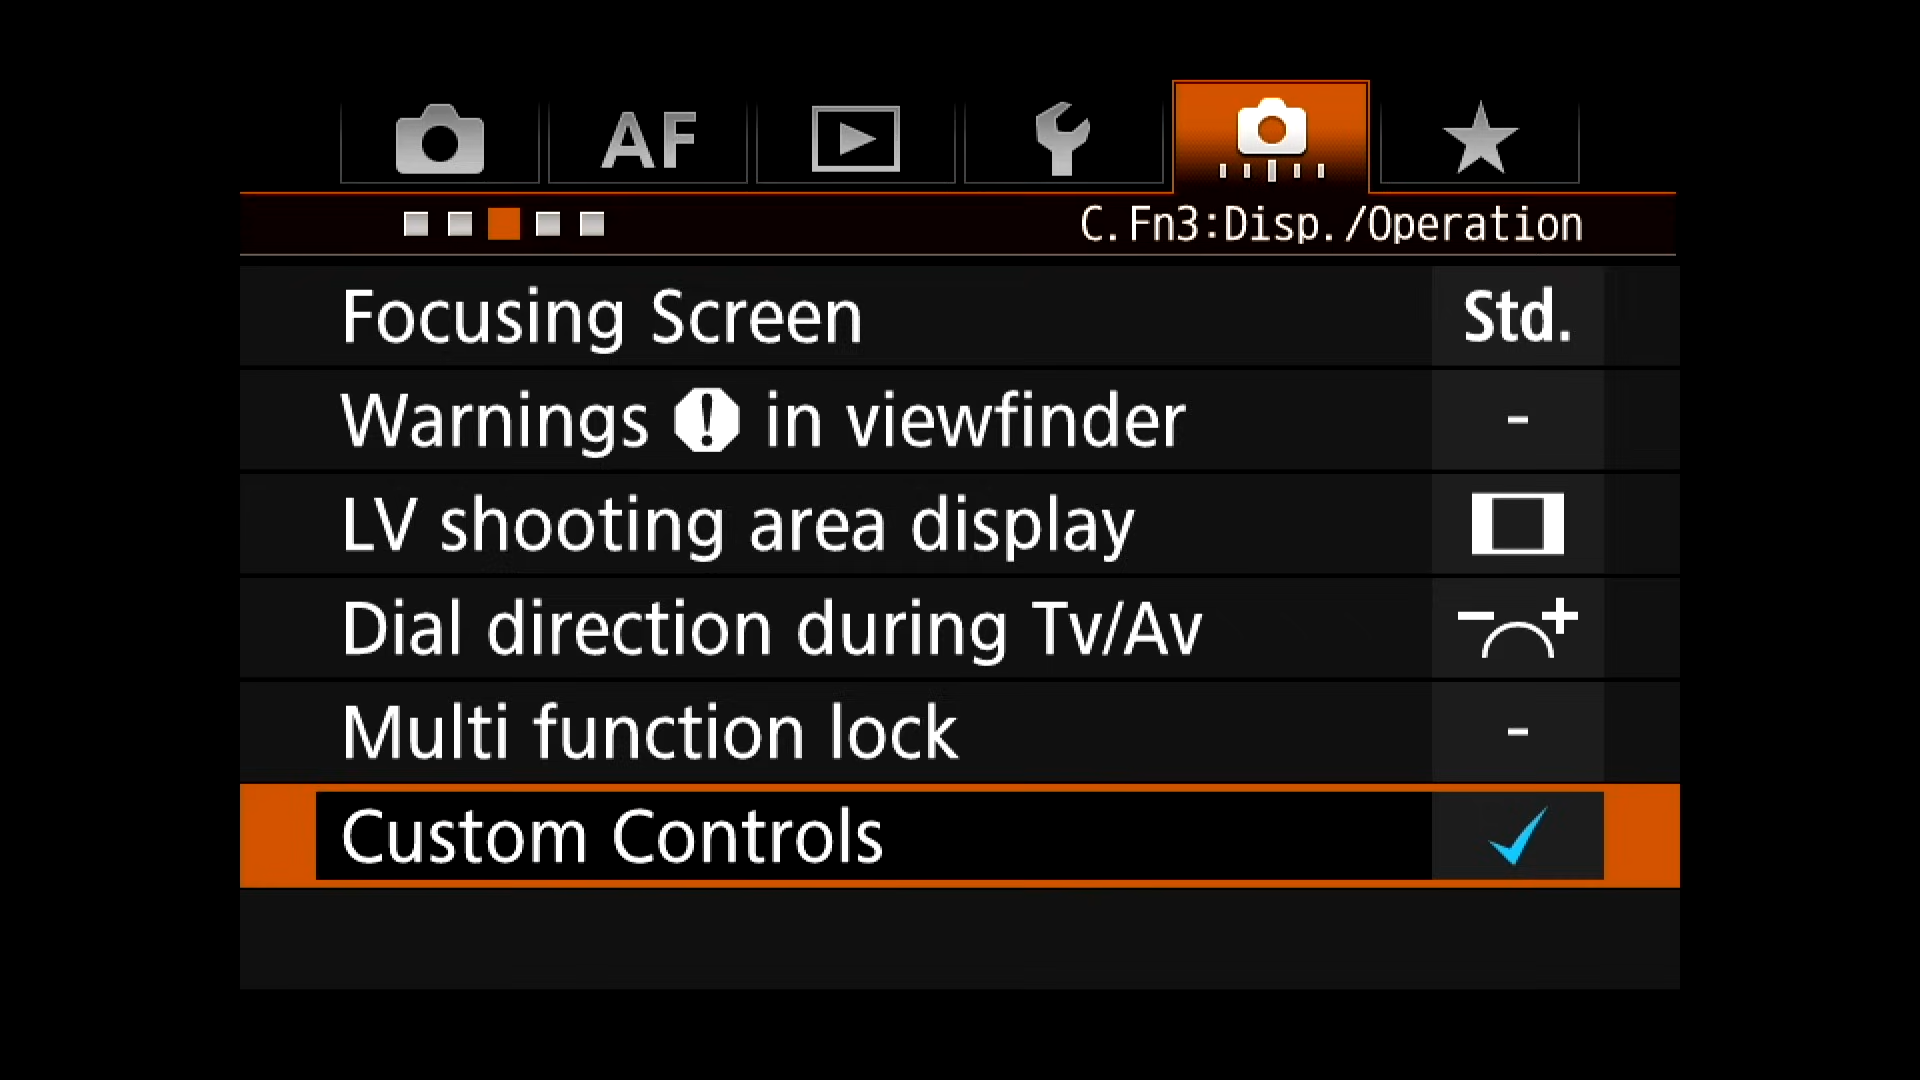 AF
C.Fn3:Disp./Operation
Focusing Screen Std.
Warnings ! in viewfinder -
LV shooting area display
Dial direction during Tv/Av - +
Multi function lock -
Custom Controls